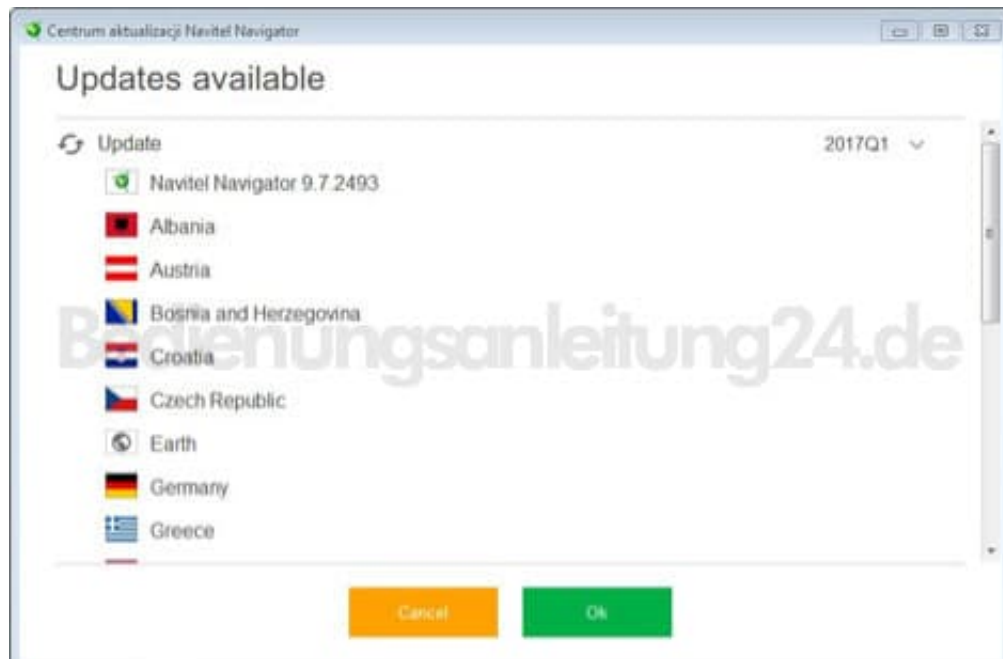 Centrum aktualizacji Navitel Navigator
Updates available
Update 2017Q1
Navitel Navigator 9.7.2493
Albania
Austria
Bosnia and Herzegovina
Bedienungsanleitung24.de
Croatia
Czech Republic
Earth
Germany
Greece
Cancel Ok